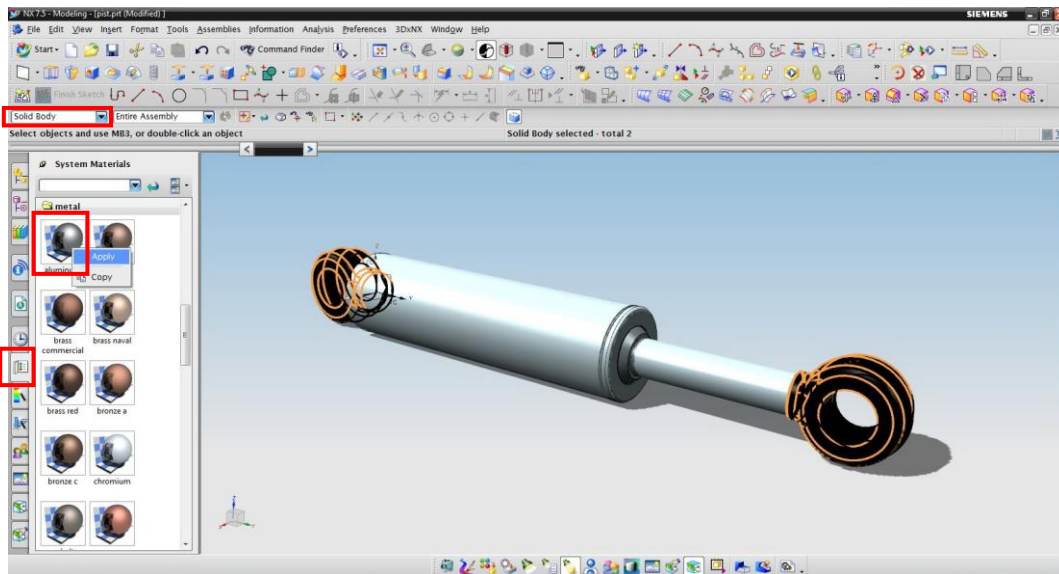 NX 7.5 - Modeling - [pist.prt (Modified) ]
SIEMENS
File Edit View Insert Format Tools Assemblies Information Analysis Preferences 3DxNX Window Help
Start Command Finder
Finish Sketch
Solid Body Entire Assembly
Select objects and use MB3, or double-click an object
Solid Body selected - total 2
System Materials
metal
Apply
Copy
brass commercial
brass naval
brass red
bronze a
bronze c
chromium
Z
Y